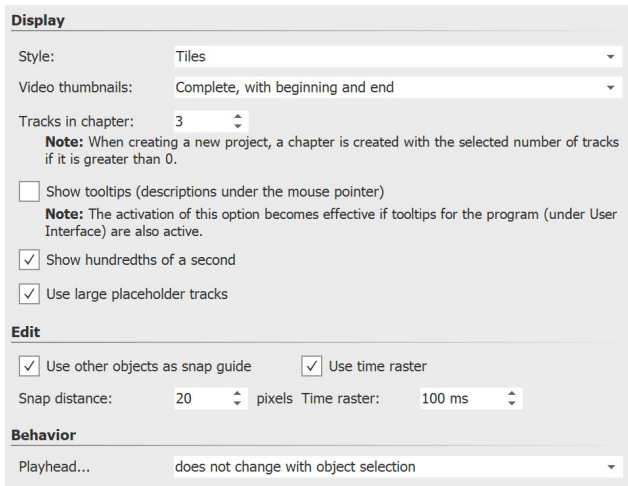 Display
Style: Tiles
Video thumbnails: Complete, with beginning and end
Tracks in chapter: 3
Note: When creating a new project, a chapter is created with the selected number of tracks
if it is greater than 0.
Show tooltips (descriptions under the mouse pointer)
Note: The activation of this option becomes effective if tooltips for the program (under User
Interface) are also active.
Show hundredths of a second
Use large placeholder tracks
Edit
Use other objects as snap guide Use time raster
Snap distance: 20 pixels Time raster: 100 ms
Behavior
Playhead... does not change with object selection